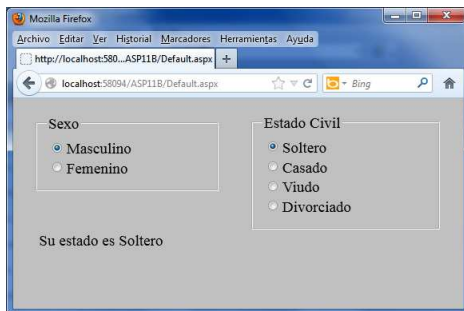 Mozilla Firefox
Archivo Editar Ver Historial Marcadores Herramientas Ayuda
http://localhost:580...ASP11B/Default.aspx +
localhost:58094/ASP11B/Default.aspx Bing
Sexo
Masculino
Femenino
Estado Civil
Soltero
Casado
Viudo
Divorciado
Su estado es Soltero